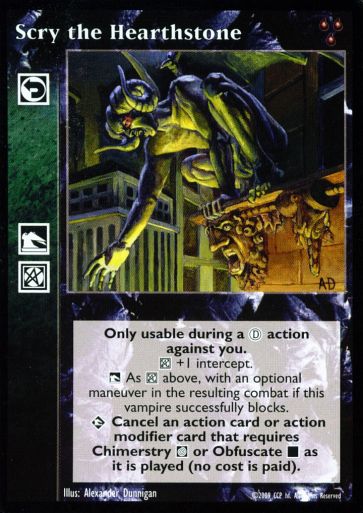 Scry the Hearthstone
AD
Only usable during a D action
against you.
+1 intercept.
As above, with an optional
maneuver in the resulting combat if this
vampire successfully blocks.
Cancel an action card or action
modifier card that requires
Chimerstry or Obfuscate as
it is played (no cost is paid).
Illus: Alexander Dunnigan
©2009 CCP hf. All Rights Reserved